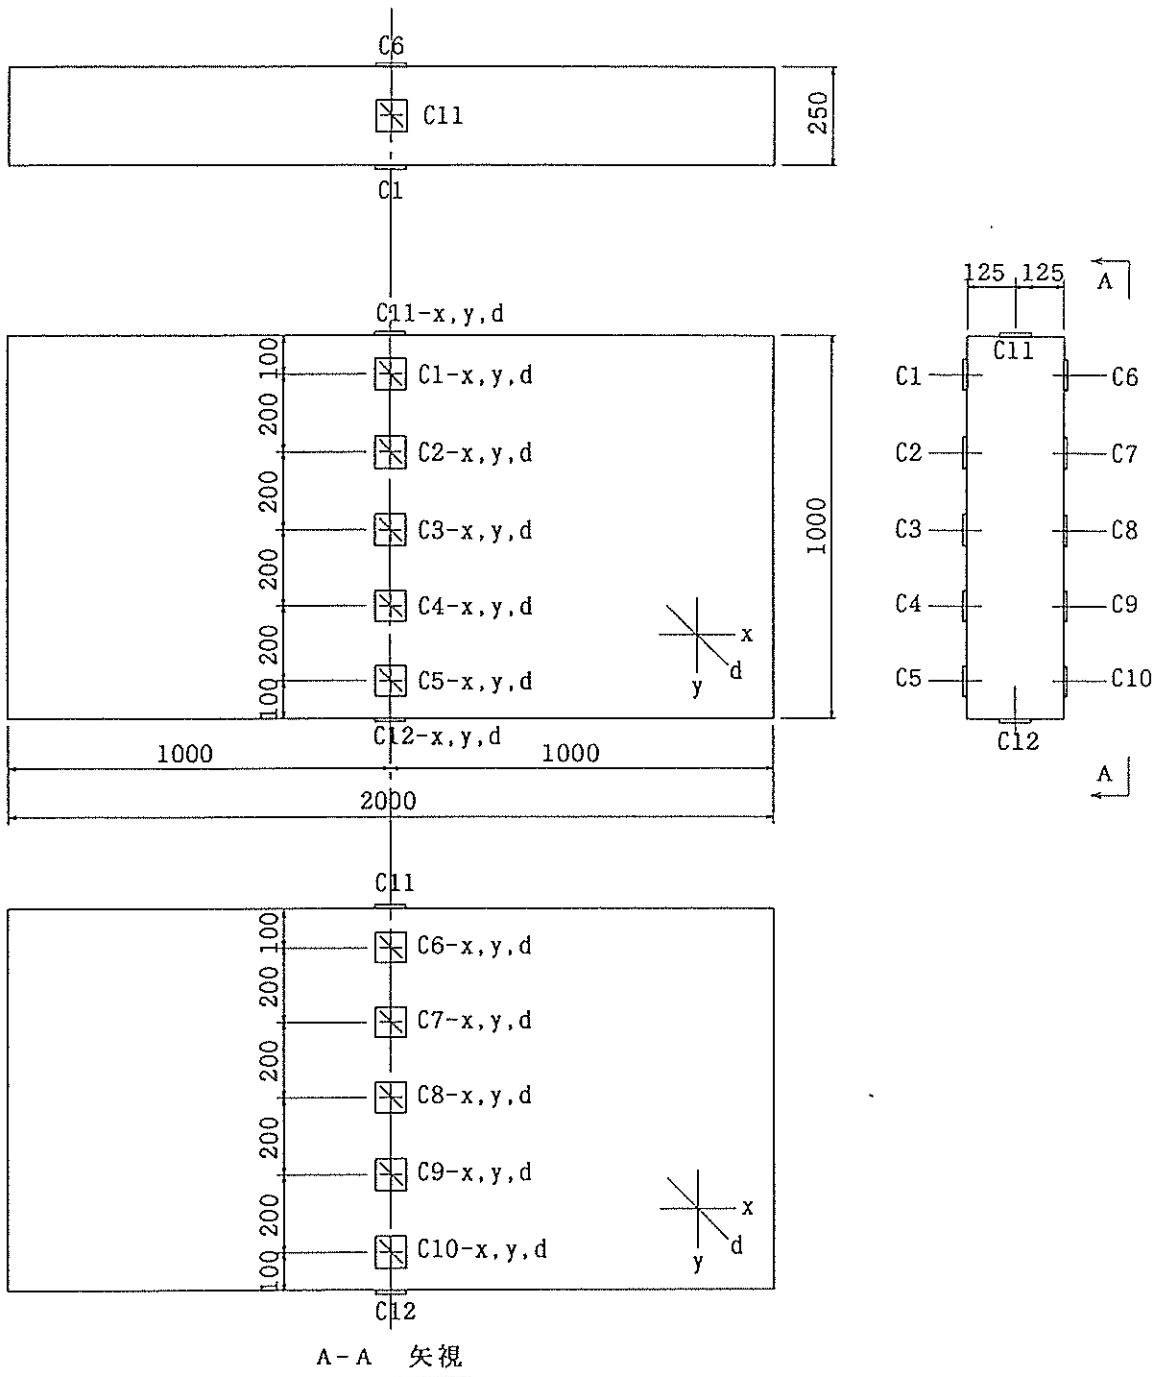 C6
C11
250
C1
C11-x,y,d
100
C1-x,y,d
200
C2-x,y,d
200
C3-x,y,d
200
C4-x,y,d
200
C5-x,y,d
100
C12-x,y,d
x
d
y
1000
1000
1000
2000
125 125
A
C11
C1
C6
C2
C7
C3
C8
C4
C9
C5
C10
C12
A
C11
100
C6-x,y,d
200
C7-x,y,d
200
C8-x,y,d
200
C9-x,y,d
200
C10-x,y,d
100
x
d
y
C12
A-A 矢視